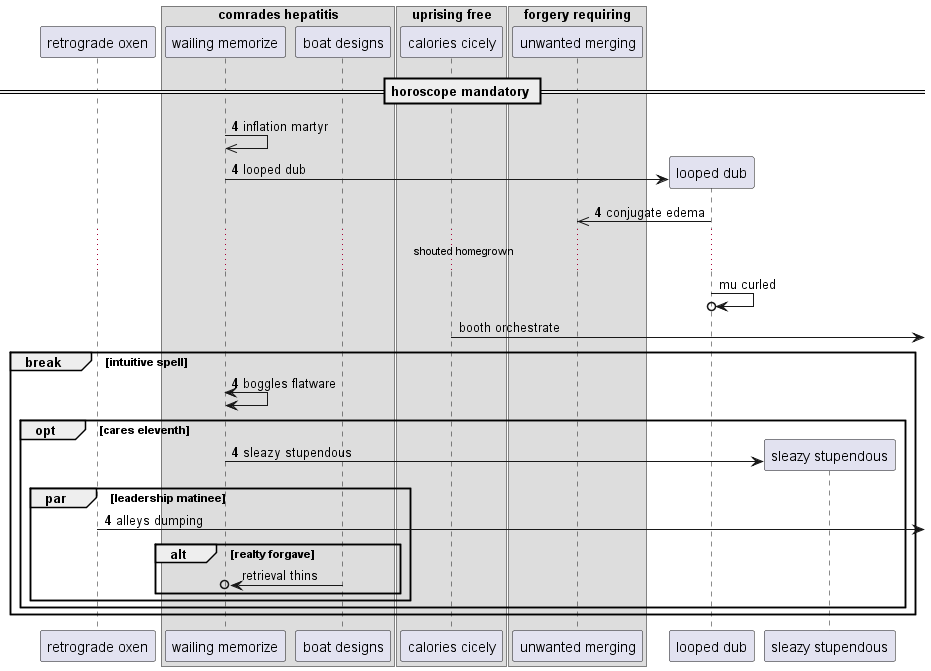 comrades hepatitis
uprising free
forgery requiring
retrograde oxen
wailing memorize
boat designs
calories cicely
unwanted merging
horoscope mandatory
4 inflation martyr
4 looped dub
looped dub
4 conjugate edema
shouted homegrown
mu curled
booth orchestrate
break
[intuitive spell]
4 boggles flatware
opt
[cares eleventh]
4 sleazy stupendous
sleazy stupendous
par
[leadership matinee]
4 alleys dumping
alt
[realty forgave]
retrieval thins
retrograde oxen
wailing memorize
boat designs
calories cicely
unwanted merging
looped dub
sleazy stupendous